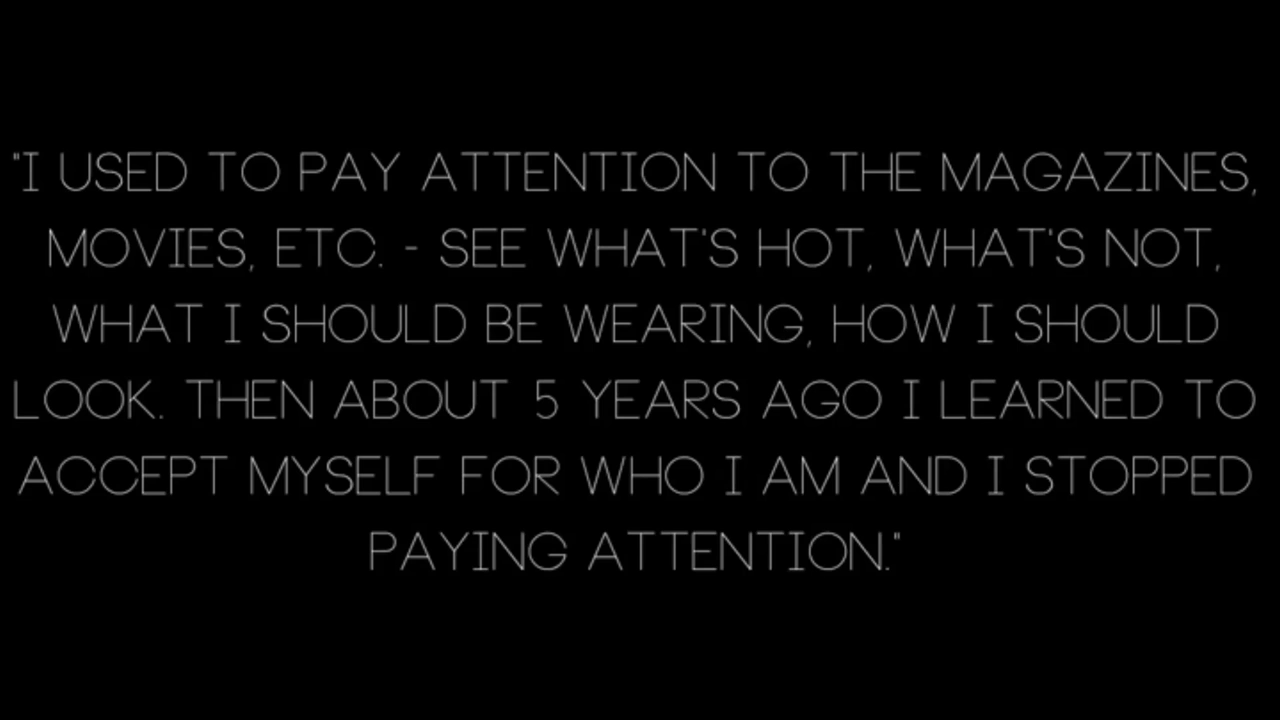 "I USED TO PAY ATTENTION TO THE MAGAZINES,
MOVIES, ETC. - SEE WHAT'S HOT, WHAT'S NOT,
WHAT I SHOULD BE WEARING, HOW I SHOULD
LOOK. THEN ABOUT 5 YEARS AGO I LEARNED TO
ACCEPT MYSELF FOR WHO I AM AND I STOPPED
PAYING ATTENTION."